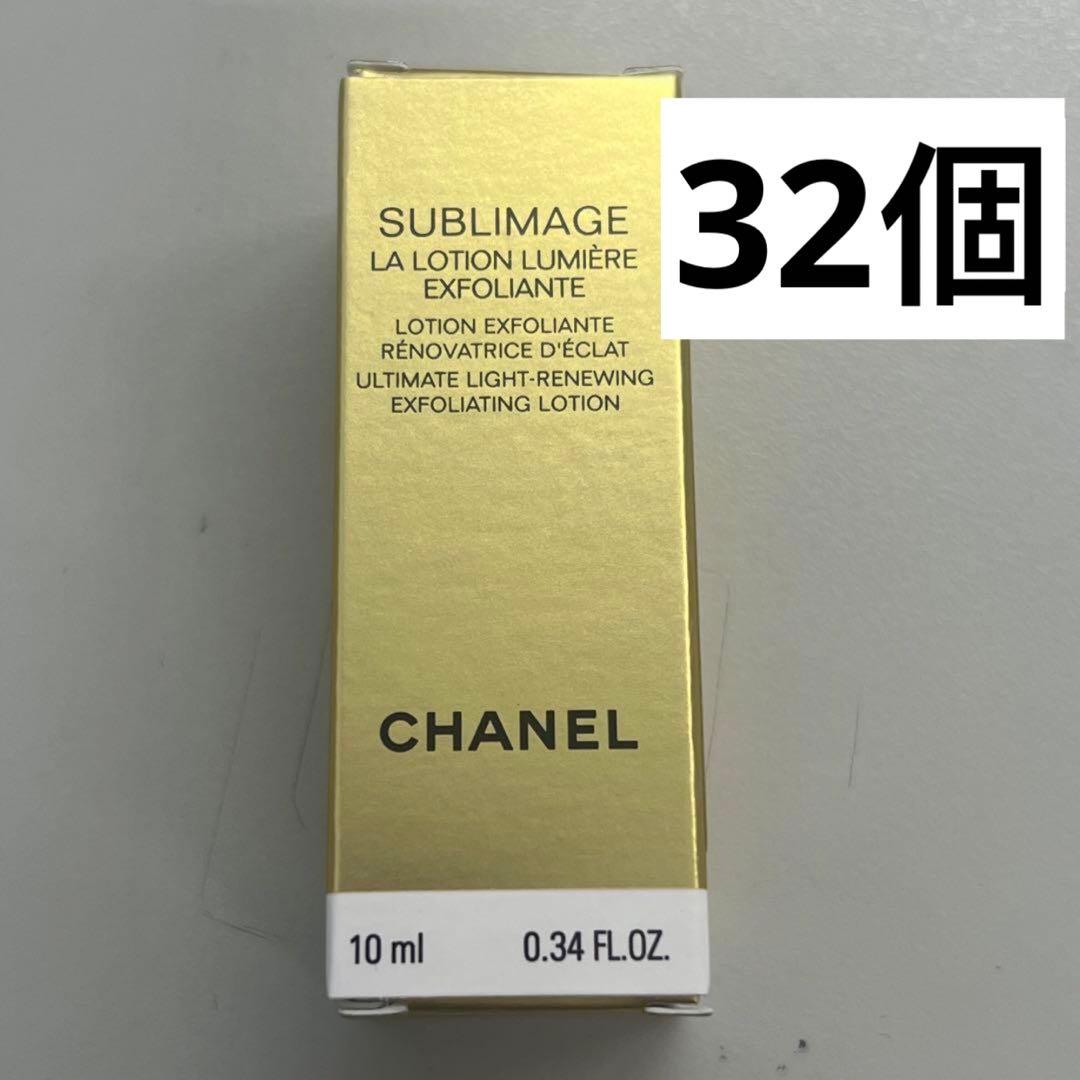 32個
SUBLIMAGE
LA LOTION LUMIÈRE
EXFOLIANTE
LOTION EXFOLIANTE
RÉNOVATRICE D'ÉCLAT
ULTIMATE LIGHT-RENEWING
EXFOLIATING LOTION
CHANEL
10 ml 0.34 FL.OZ.